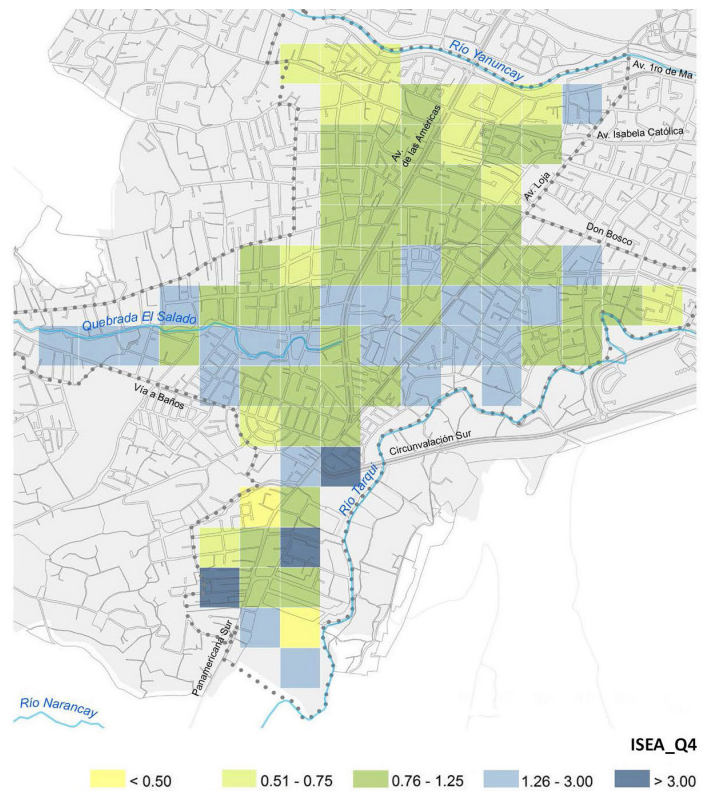 Río Yanuncay
Av. 1ro de Ma
Av. Isabela Católica
Av.
de las Américas
Av. Loja
Don Bosco
Quebrada El Salado
Vía a Baños
Circunvalación Sur
Río Tarqui
Panamericana Sur
Río Narancay
ISEA_Q4
< 0.50
0.51 - 0.75
0.76 - 1.25
1.26 - 3.00
> 3.00